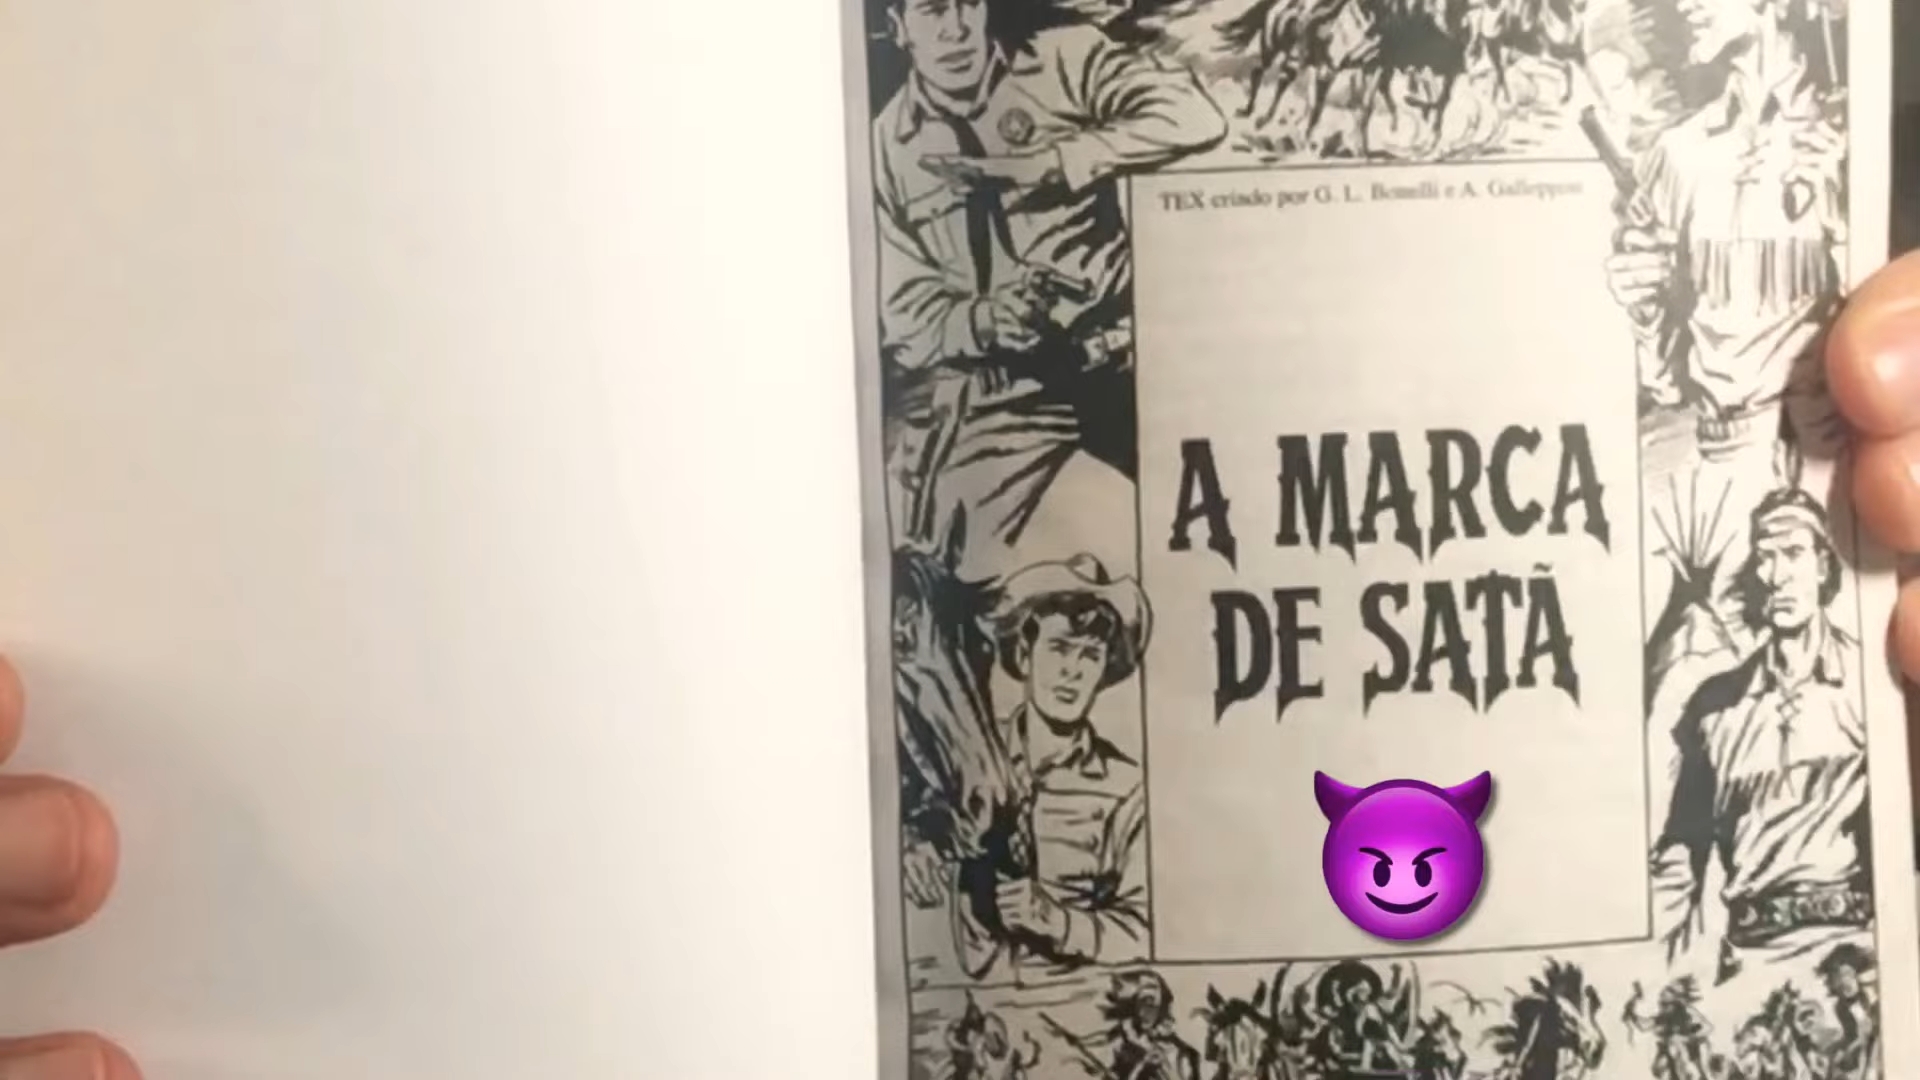 TEX criado por G. L. Bonelli e A. Galleppini
A MARCA
DE SATÃ